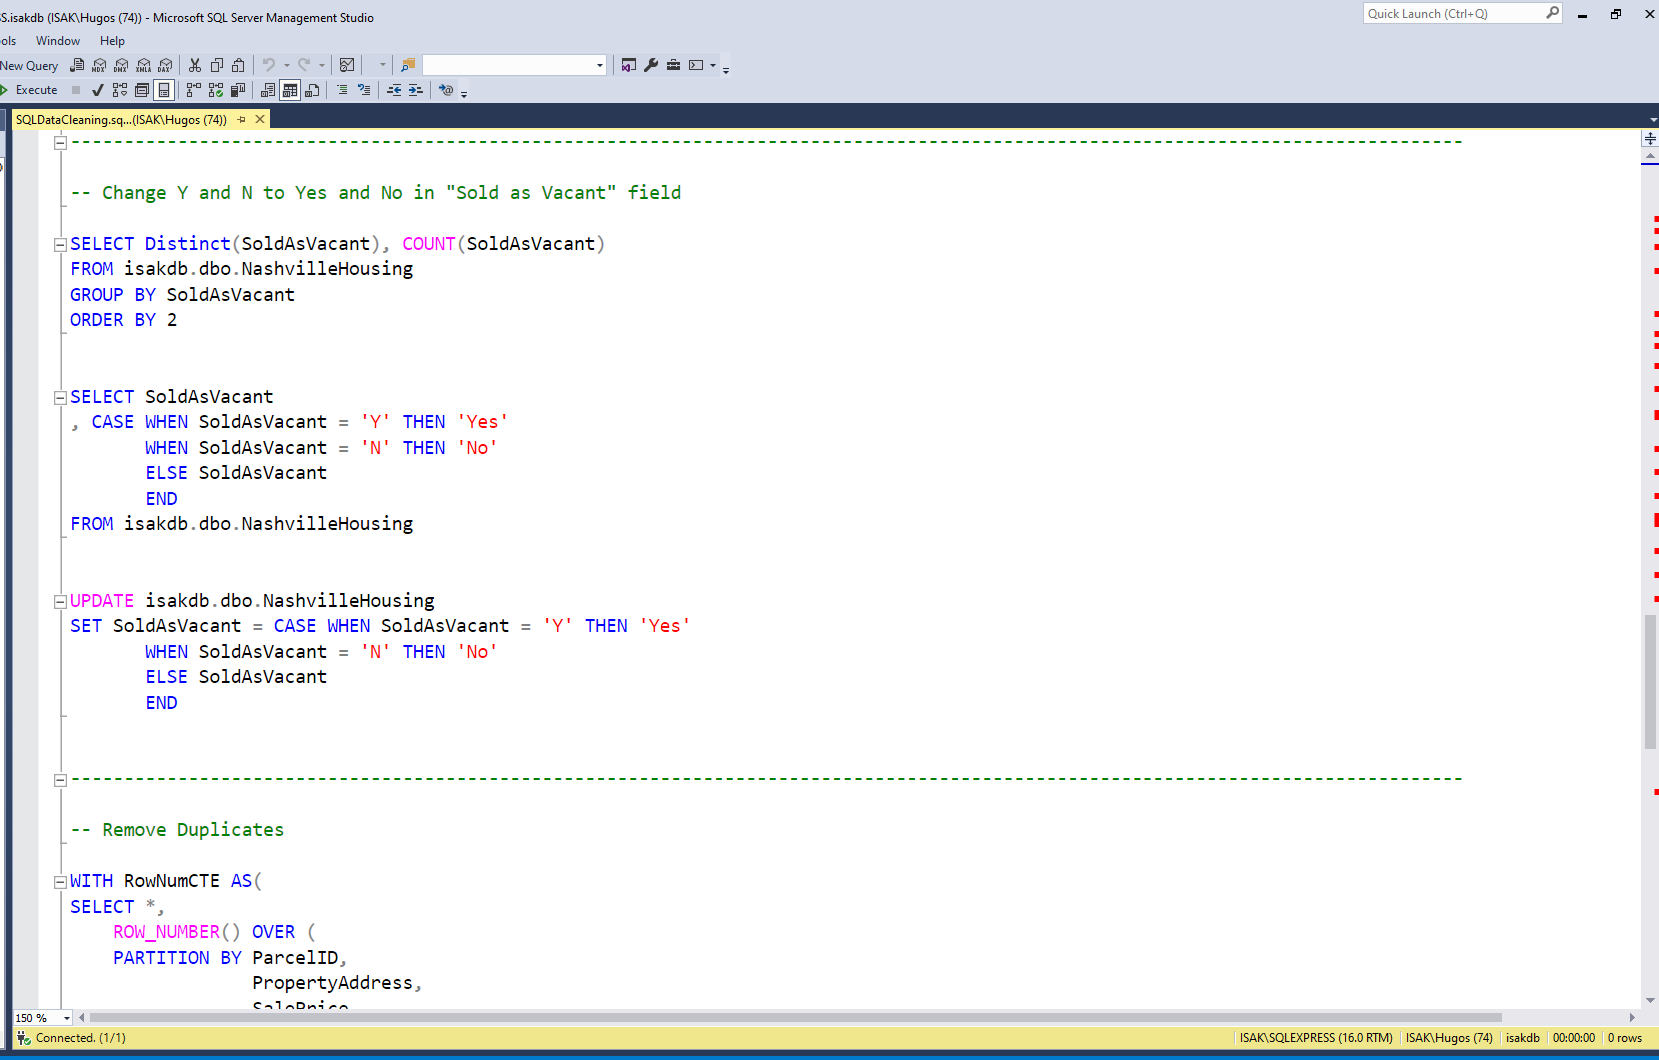 S.isakdb (ISAK\Hugos (74)) - Microsoft SQL Server Management Studio
Quick Launch (Ctrl+Q)
ols Window Help
New Query MDX DMX XMLA DAX
Execute
SQLDataCleaning.sq...(ISAK\Hugos (74))
----------------------------------------------------------------------------------------------------------------------------------
-- Change Y and N to Yes and No in "Sold as Vacant" field
SELECT Distinct(SoldAsVacant), COUNT(SoldAsVacant)
FROM isakdb.dbo.NashvilleHousing
GROUP BY SoldAsVacant
ORDER BY 2
SELECT SoldAsVacant
, CASE WHEN SoldAsVacant = 'Y' THEN 'Yes'
WHEN SoldAsVacant = 'N' THEN 'No'
ELSE SoldAsVacant
END
FROM isakdb.dbo.NashvilleHousing
UPDATE isakdb.dbo.NashvilleHousing
SET SoldAsVacant = CASE WHEN SoldAsVacant = 'Y' THEN 'Yes'
WHEN SoldAsVacant = 'N' THEN 'No'
ELSE SoldAsVacant
END
----------------------------------------------------------------------------------------------------------------------------------
-- Remove Duplicates
WITH RowNumCTE AS(
SELECT *,
ROW_NUMBER() OVER (
PARTITION BY ParcelID,
PropertyAddress,
SalePrice
150 %
Connected. (1/1)
ISAK\SQLEXPRESS (16.0 RTM) ISAK\Hugos (74) isakdb 00:00:00 0 rows